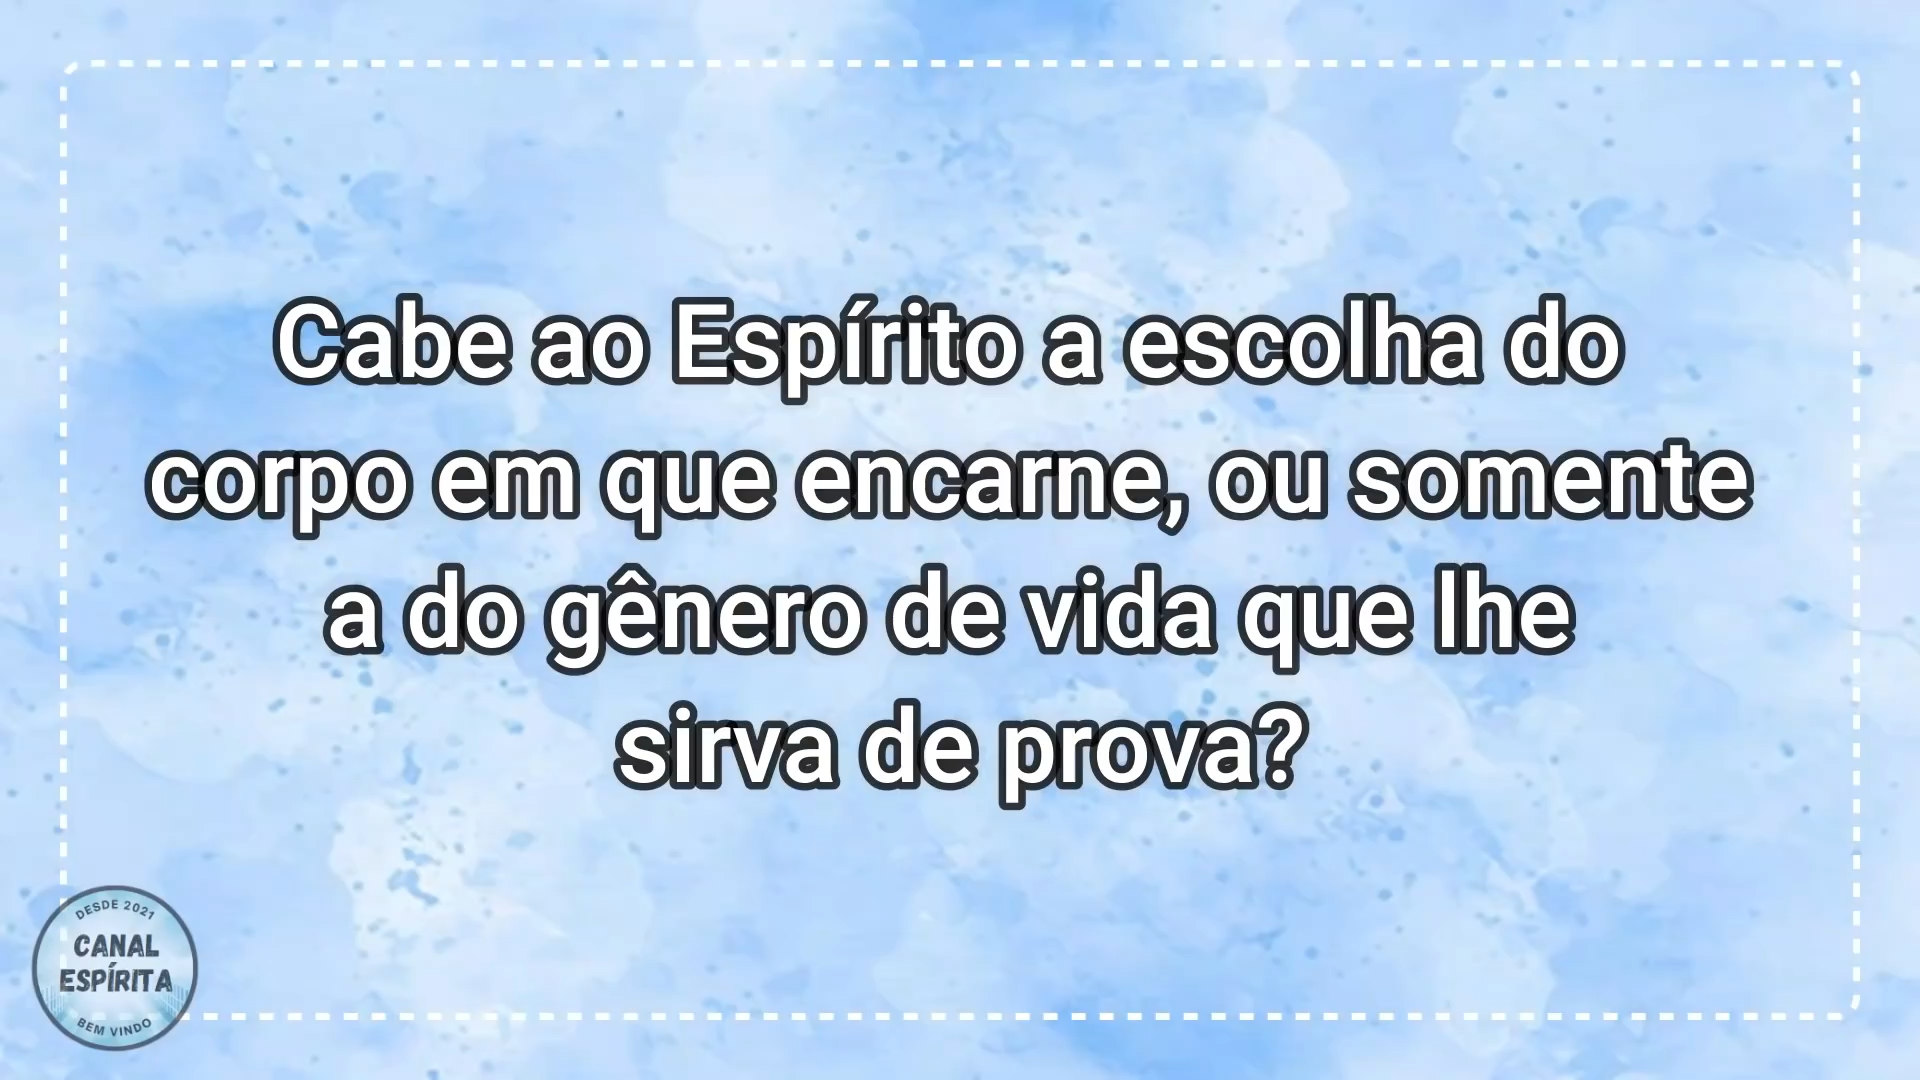 Cabe ao Espírito a escolha do
corpo em que encarne, ou somente
a do gênero de vida que lhe
sirva de prova?
DESDE 2021
CANAL
ESPÍRITA
BEM VINDO